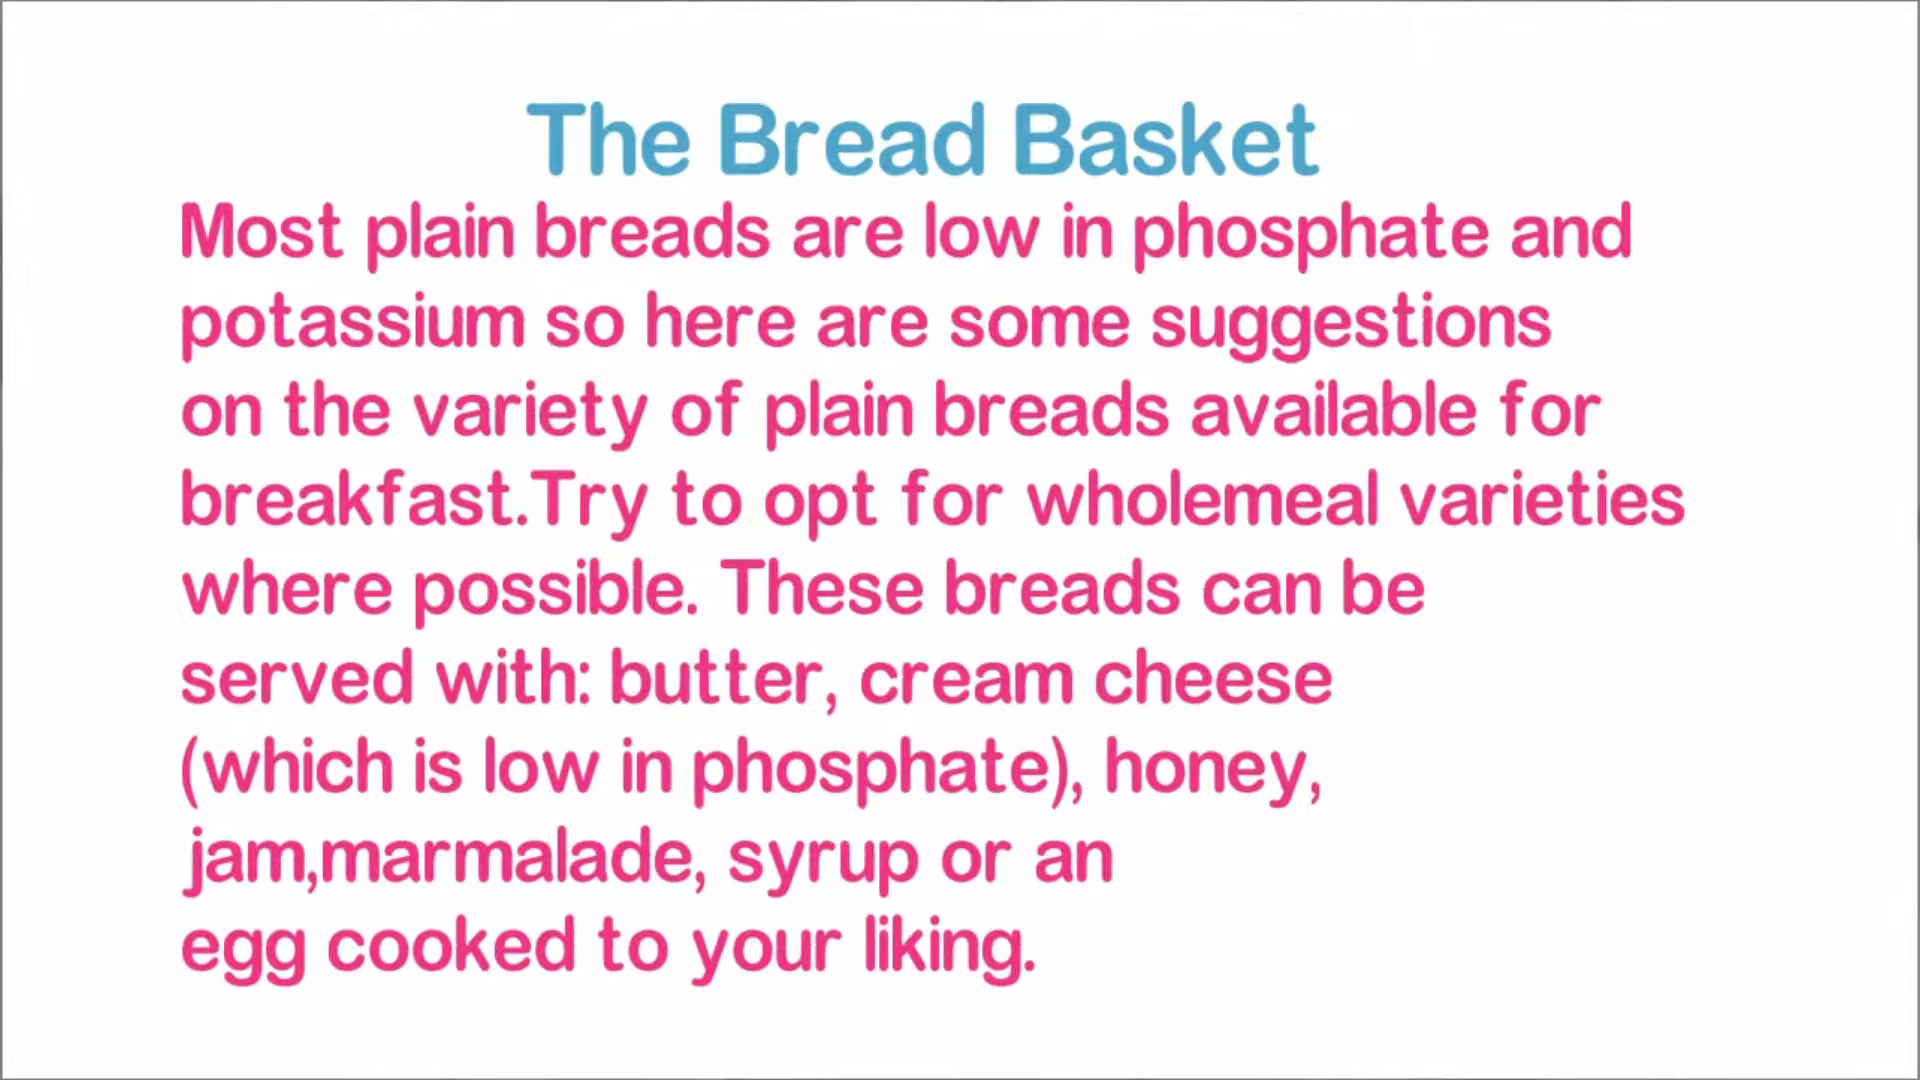 The Bread Basket
Most plain breads are low in phosphate and
potassium so here are some suggestions
on the variety of plain breads available for
breakfast.Try to opt for wholemeal varieties
where possible. These breads can be
served with: butter, cream cheese
(which is low in phosphate), honey,
jam,marmalade, syrup or an
egg cooked to your liking.